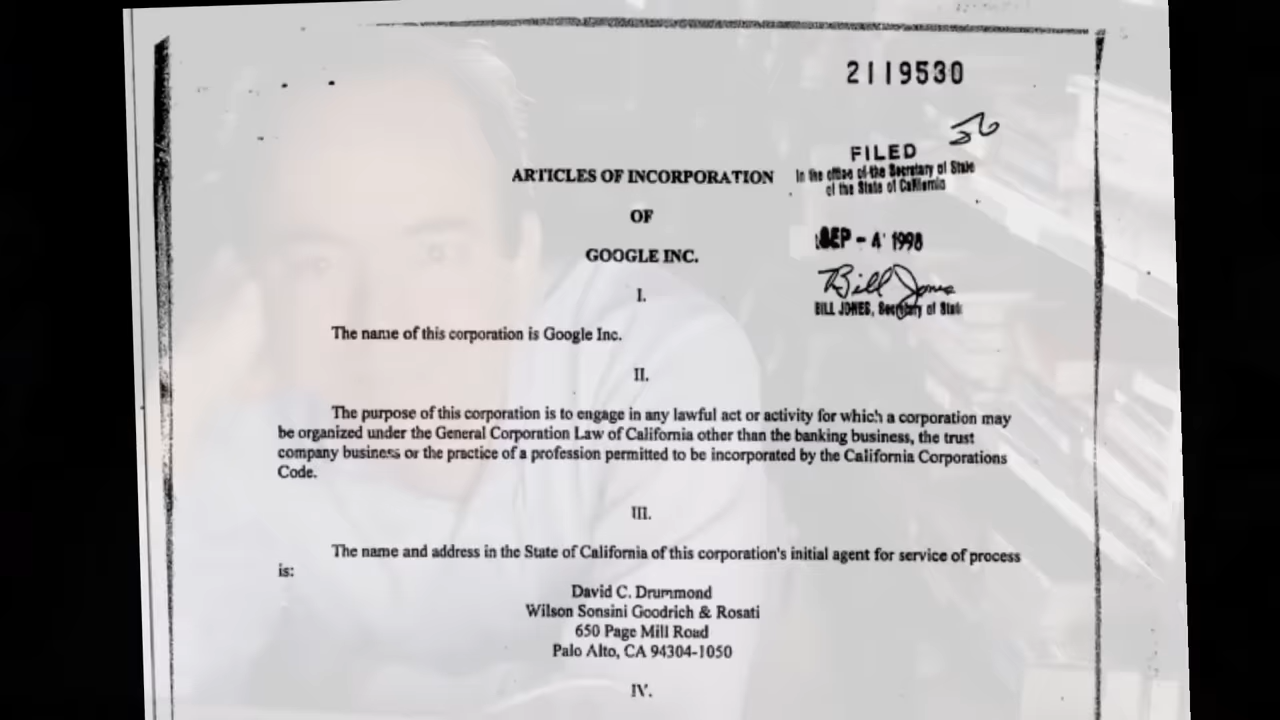 2119530
FILED
In the office of the Secretary of State
of the State of California
ARTICLES OF INCORPORATION
OF
SEP - 4 1998
GOOGLE INC.
Bill Jones
BILL JONES, Secretary of State
I.
The name of this corporation is Google Inc.
II.
The purpose of this corporation is to engage in any lawful act or activity for which a corporation may
be organized under the General Corporation Law of California other than the banking business, the trust
company business or the practice of a profession permitted to be incorporated by the California Corporations
Code.
III.
The name and address in the State of California of this corporation's initial agent for service of process
is:
David C. Drummond
Wilson Sonsini Goodrich & Rosati
650 Page Mill Road
Palo Alto, CA 94304-1050
IV.